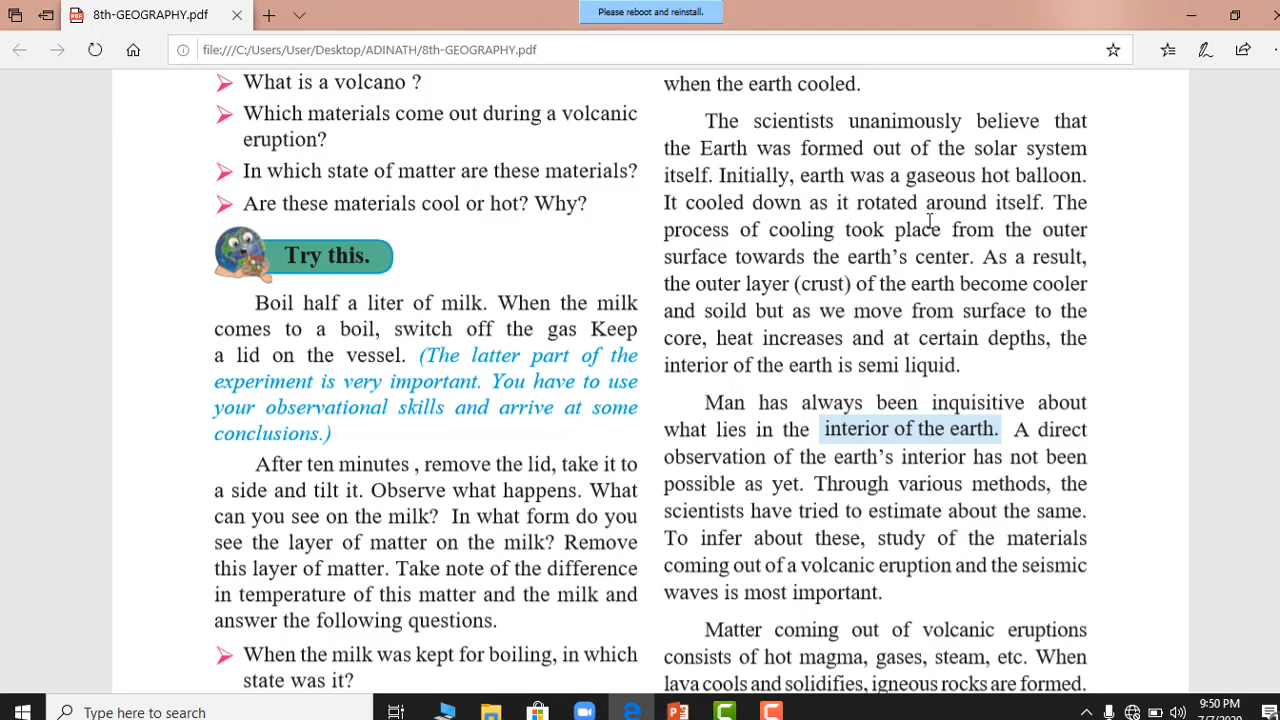 8th-GEOGRAPHY.pdf
Please reboot and reinstall.
file:///C:/Users/User/Desktop/ADINATH/8th-GEOGRAPHY.pdf
What is a volcano ?
Which materials come out during a volcanic
eruption?
In which state of matter are these materials?
Are these materials cool or hot? Why?
Try this.
Boil half a liter of milk. When the milk
comes to a boil, switch off the gas Keep
a lid on the vessel. (The latter part of the
experiment is very important. You have to use
your observational skills and arrive at some
conclusions.)
After ten minutes , remove the lid, take it to
a side and tilt it. Observe what happens. What
can you see on the milk? In what form do you
see the layer of matter on the milk? Remove
this layer of matter. Take note of the difference
in temperature of this matter and the milk and
answer the following questions.
When the milk was kept for boiling, in which
state was it?
when the earth cooled.
The scientists unanimously believe that
the Earth was formed out of the solar system
itself. Initially, earth was a gaseous hot balloon.
It cooled down as it rotated around itself. The
process of cooling took place from the outer
surface towards the earth's center. As a result,
the outer layer (crust) of the earth become cooler
and soild but as we move from surface to the
core, heat increases and at certain depths, the
interior of the earth is semi liquid.
Man has always been inquisitive about
what lies in the interior of the earth. A direct
observation of the earth's interior has not been
possible as yet. Through various methods, the
scientists have tried to estimate about the same.
To infer about these, study of the materials
coming out of a volcanic eruption and the seismic
waves is most important.
Matter coming out of volcanic eruptions
consists of hot magma, gases, steam, etc. When
lava cools and solidifies, igneous rocks are formed.
Type here to search
9:50 PM